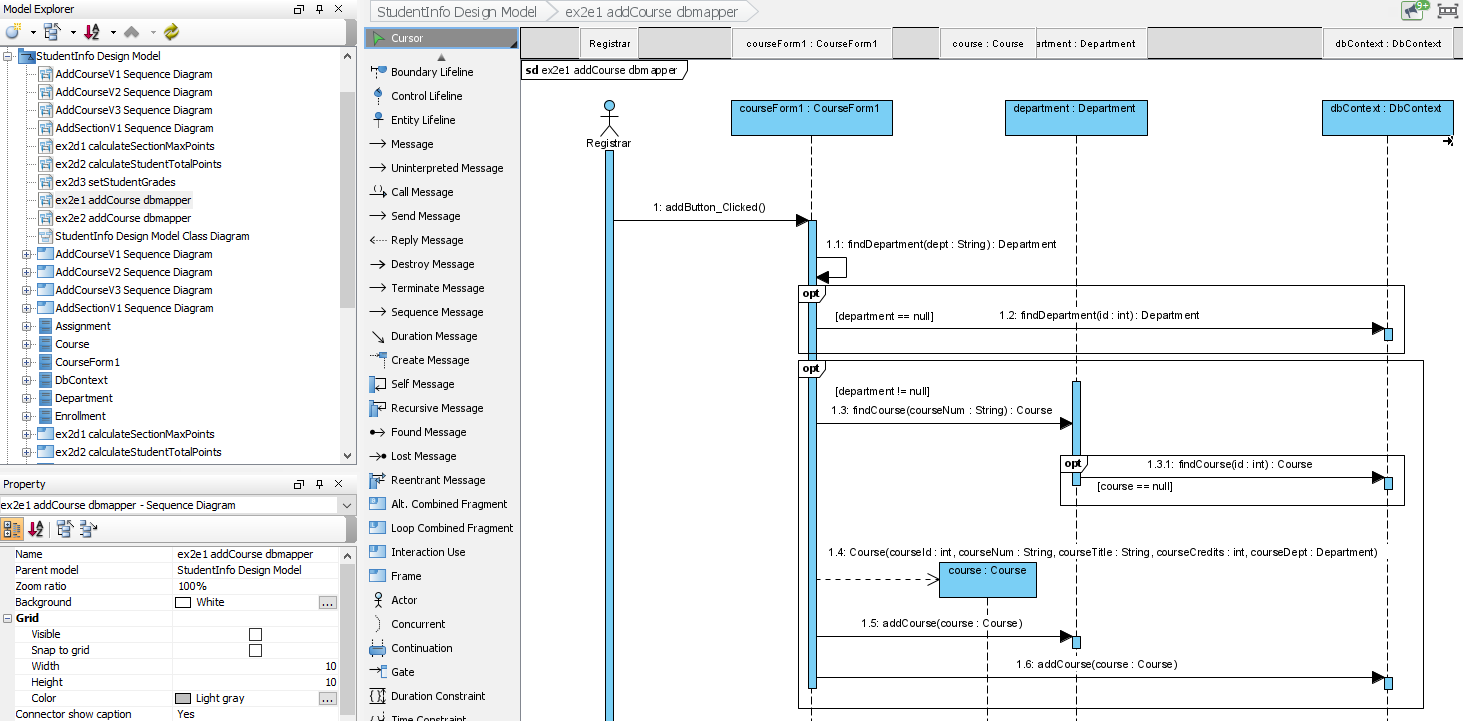 Model Explorer
StudentInfo Design Model
AddCourseV1 Sequence Diagram
AddCourseV2 Sequence Diagram
AddCourseV3 Sequence Diagram
AddSectionV1 Sequence Diagram
ex2d1 calculateSectionMaxPoints
ex2d2 calculateStudentTotalPoints
ex2d3 setStudentGrades
ex2e1 addCourse dbmapper
ex2e2 addCourse dbmapper
StudentInfo Design Model Class Diagram
AddCourseV1 Sequence Diagram
AddCourseV2 Sequence Diagram
AddCourseV3 Sequence Diagram
AddSectionV1 Sequence Diagram
Assignment
Course
CourseForm1
DbContext
Department
Enrollment
ex2d1 calculateSectionMaxPoints
ex2d2 calculateStudentTotalPoints
Property
ex2e1 addCourse dbmapper - Sequence Diagram
Name ex2e1 addCourse dbmapper
Parent model StudentInfo Design Model
Zoom ratio 100%
Background White ...
Grid
Visible
Snap to grid
Width 10
Height 10
Color Light gray ...
Connector show caption Yes
Cursor
Boundary Lifeline
Control Lifeline
Entity Lifeline
Message
Uninterpreted Message
Call Message
Send Message
Reply Message
Destroy Message
Terminate Message
Sequence Message
Duration Message
Create Message
Self Message
Recursive Message
Found Message
Lost Message
Reentrant Message
Alt. Combined Fragment
Loop Combined Fragment
Interaction Use
Frame
Actor
Concurrent
Continuation
Gate
Duration Constraint
Time Constraint
StudentInfo Design Model ex2e1 addCourse dbmapper
9+
Registrar courseForm1 : CourseForm1 course : Course artment : Department dbContext : DbContext
sd ex2e1 addCourse dbmapper
courseForm1 : CourseForm1 department : Department dbContext : DbContext
Registrar
1: addButton_Clicked()
1.1: findDepartment(dept : String) : Department
opt
[department == null] 1.2: findDepartment(id : int) : Department
opt
[department != null]
1.3: findCourse(courseNum : String) : Course
opt 1.3.1: findCourse(id : int) : Course
[course == null]
1.4: Course(courseId : int, courseNum : String, courseTitle : String, courseCredits : int, courseDept : Department)
course : Course
1.5: addCourse(course : Course)
1.6: addCourse(course : Course)